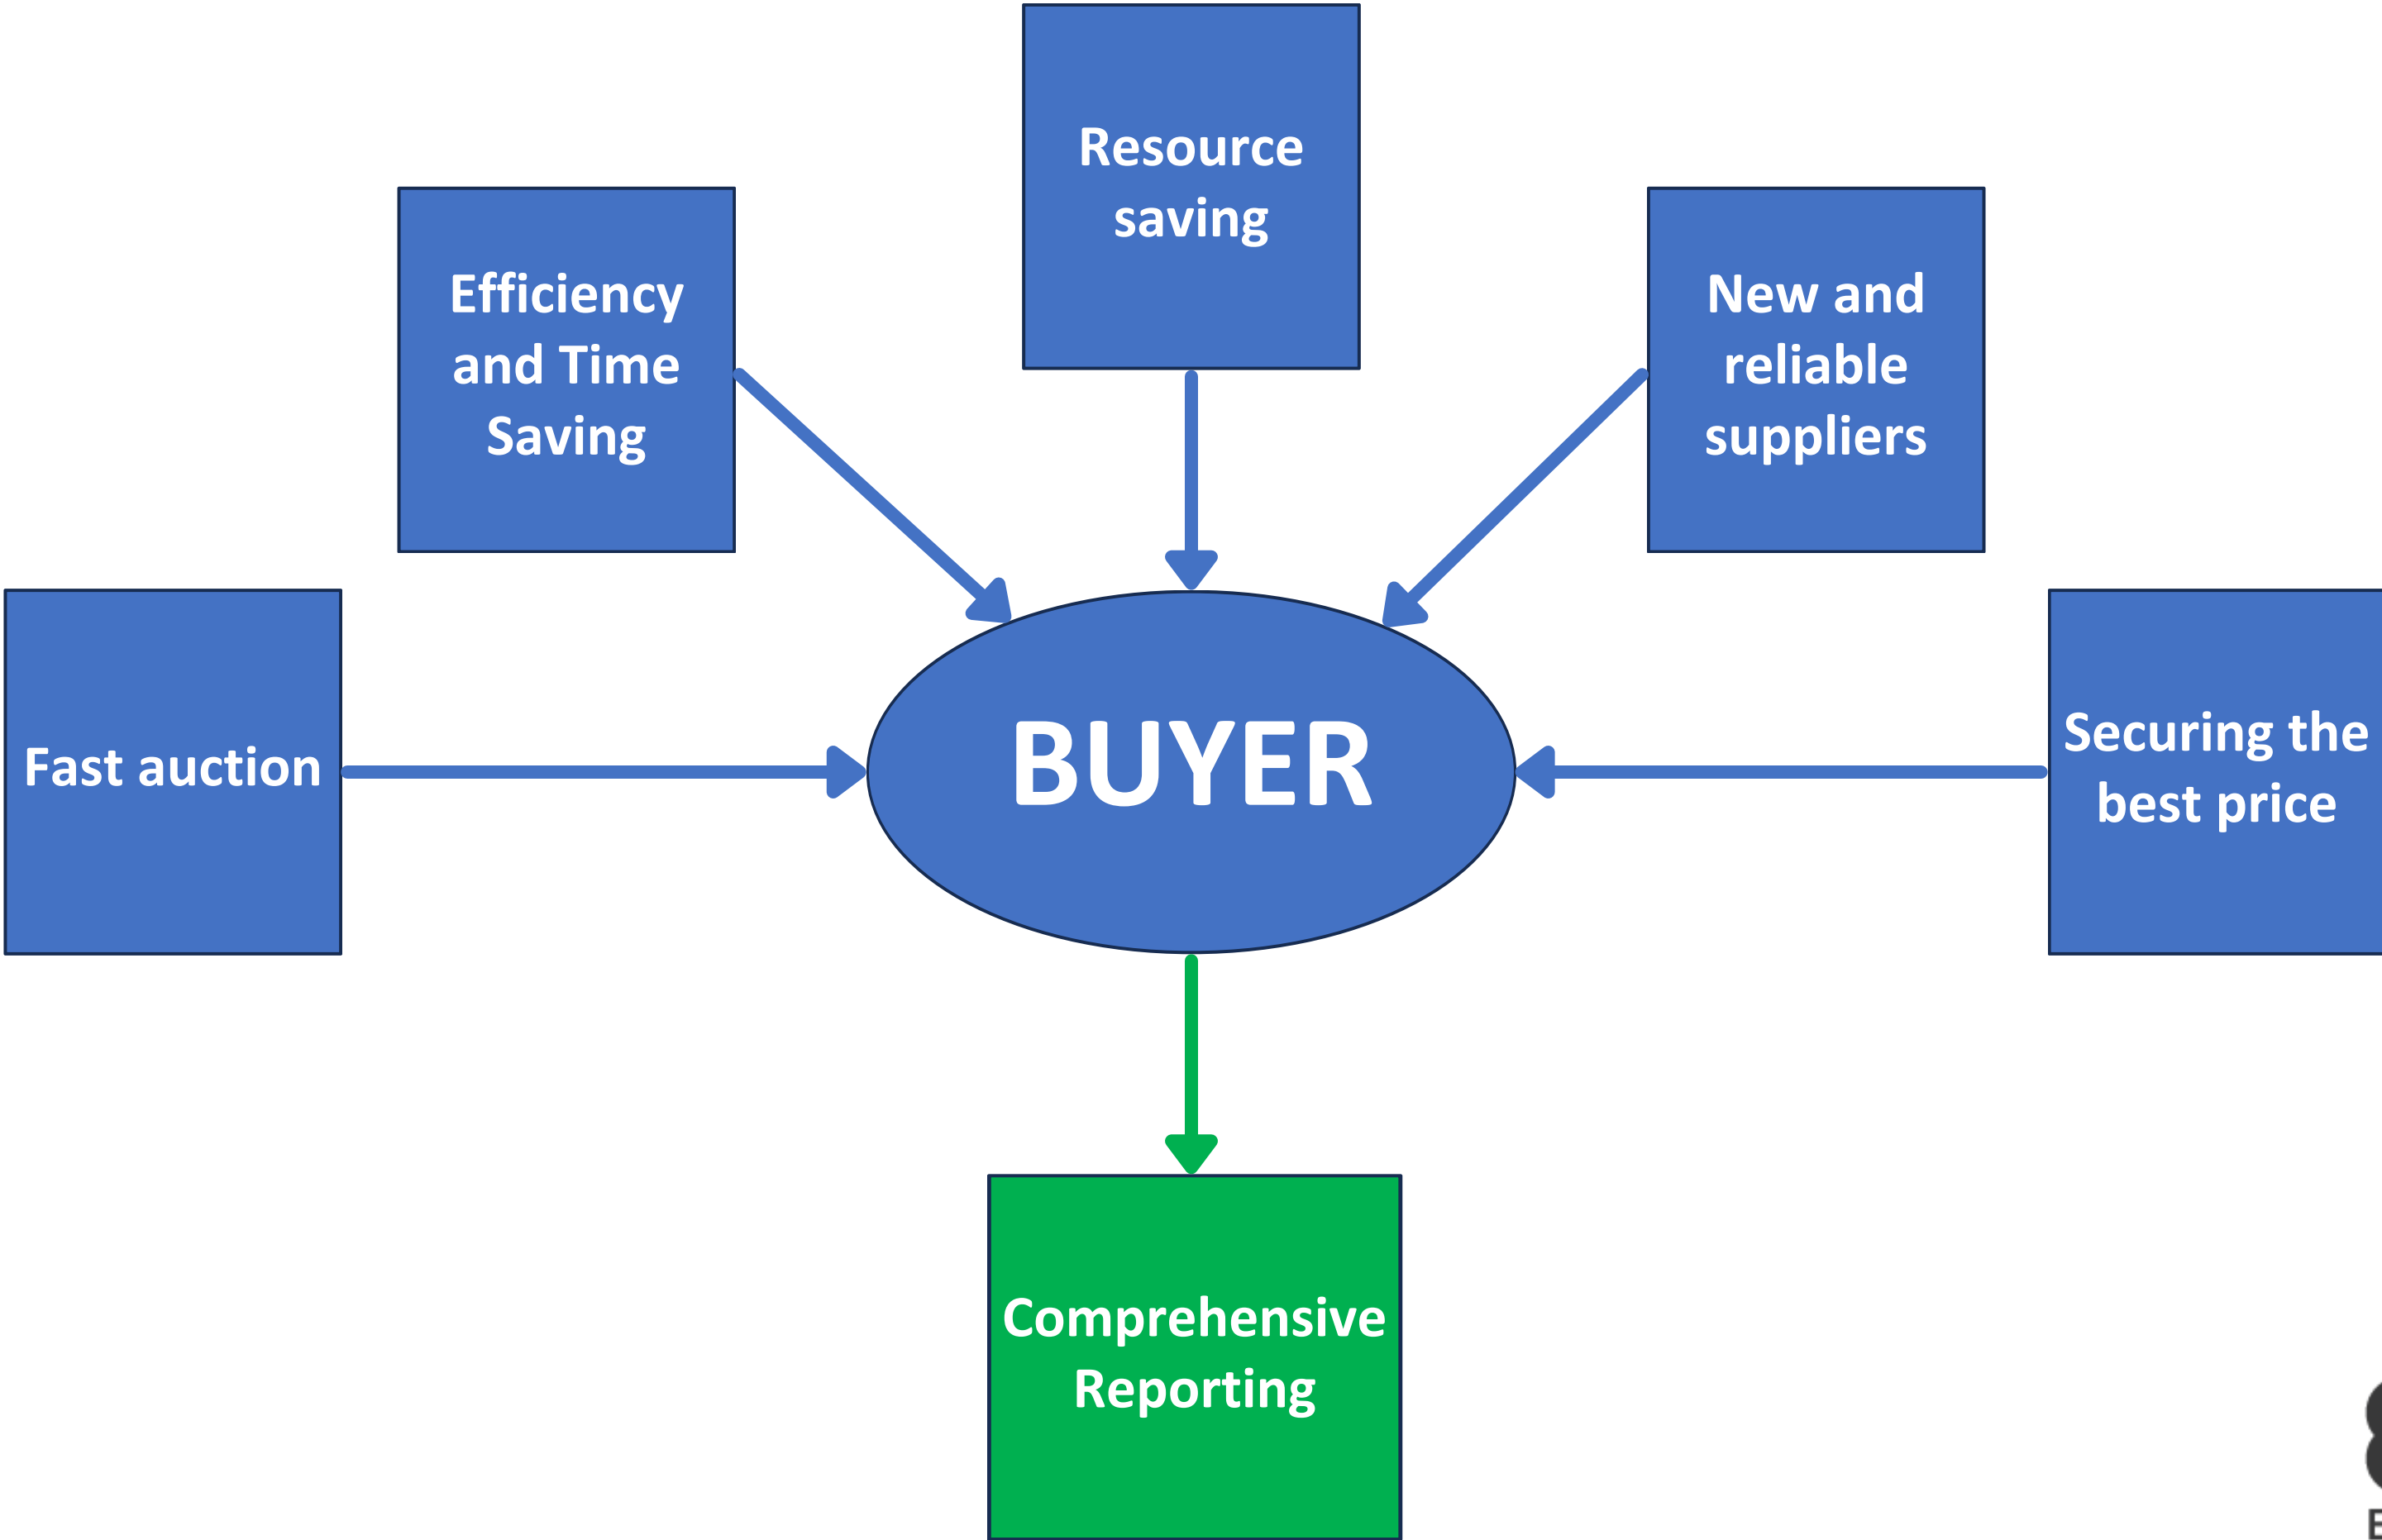 Resource
saving
Efficiency
and Time
Saving
New and
reliable
suppliers
Fast auction
BUYER
Securing the
best price
Comprehensive
Reporting